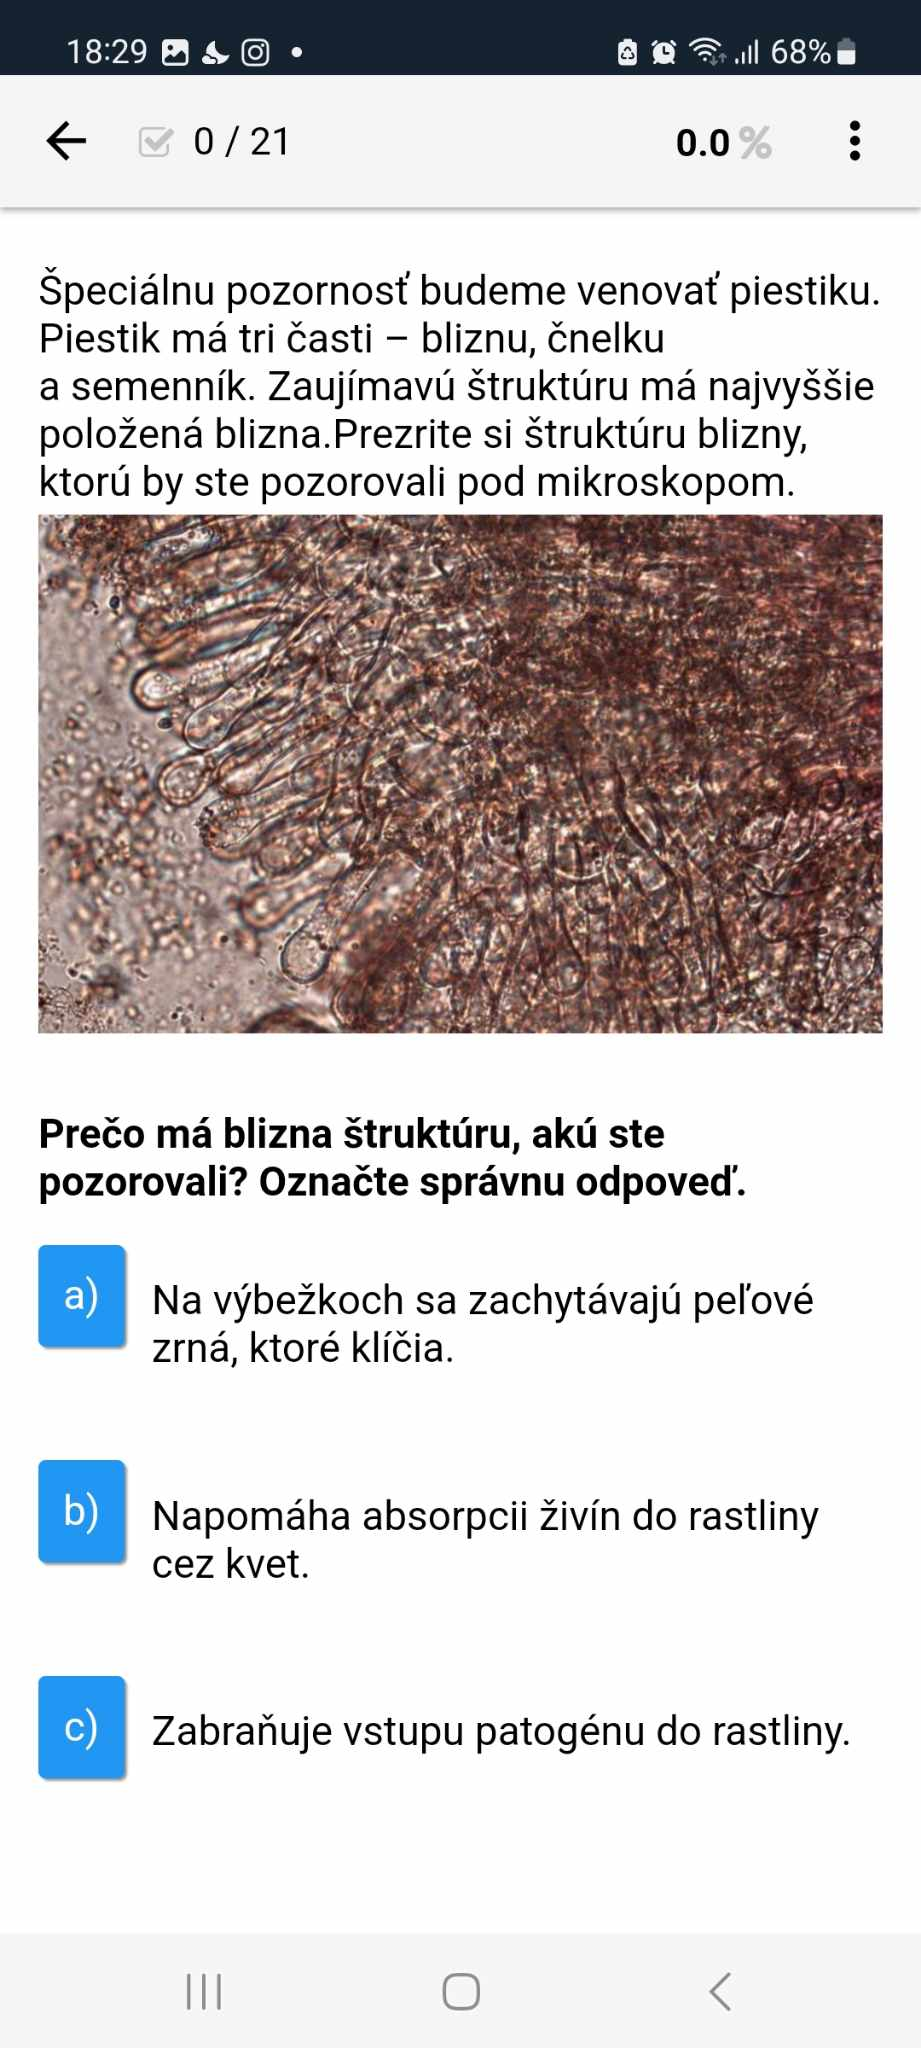 18:29
68%
0 / 21
0.0 %
Špeciálnu pozornosť budeme venovať piestiku.
Piestik má tri časti – bliznu, čnelku
a semenník. Zaujímavú štruktúru má najvyššie
položená blizna.Prezrite si štruktúru blizny,
ktorú by ste pozorovali pod mikroskopom.
Prečo má blizna štruktúru, akú ste
pozorovali? Označte správnu odpoveď.
a) Na výbežkoch sa zachytávajú peľové
zrná, ktoré klíčia.
b) Napomáha absorpcii živín do rastliny
cez kvet.
c) Zabraňuje vstupu patogénu do rastliny.